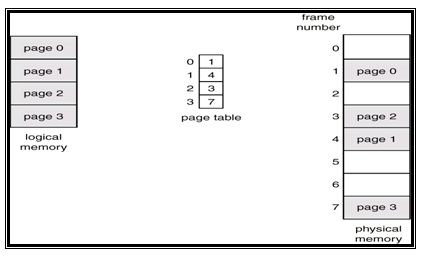 page 0
page 1
page 2
page 3
logical
memory
0 1
1 4
2 3
3 7
page table
frame
number
0
1 page 0
2
3 page 2
4 page 1
5
6
7 page 3
physical
memory